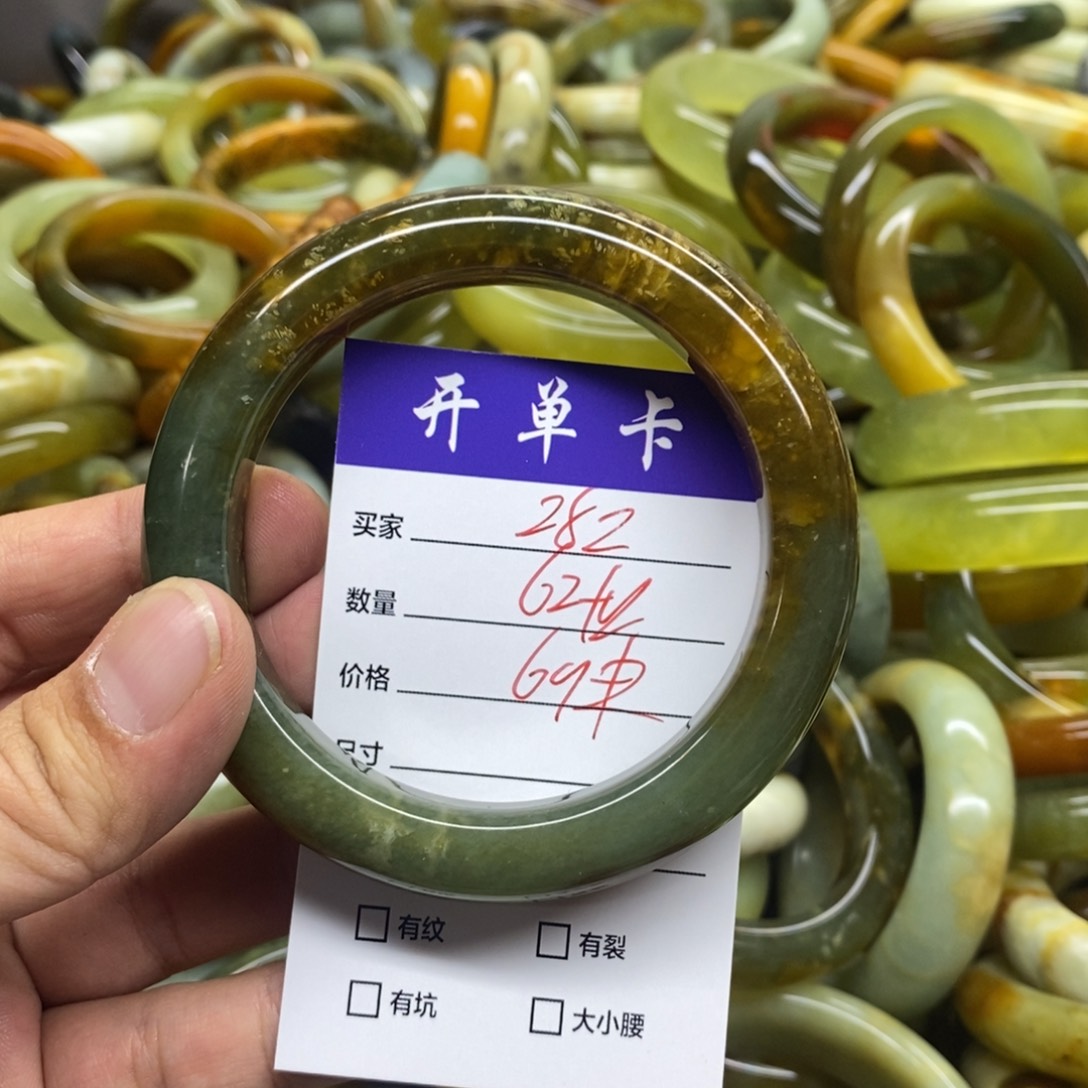 开单卡
买家 282
数量 62
价格 69
尺寸
有纹 有裂
有坑 大小腰